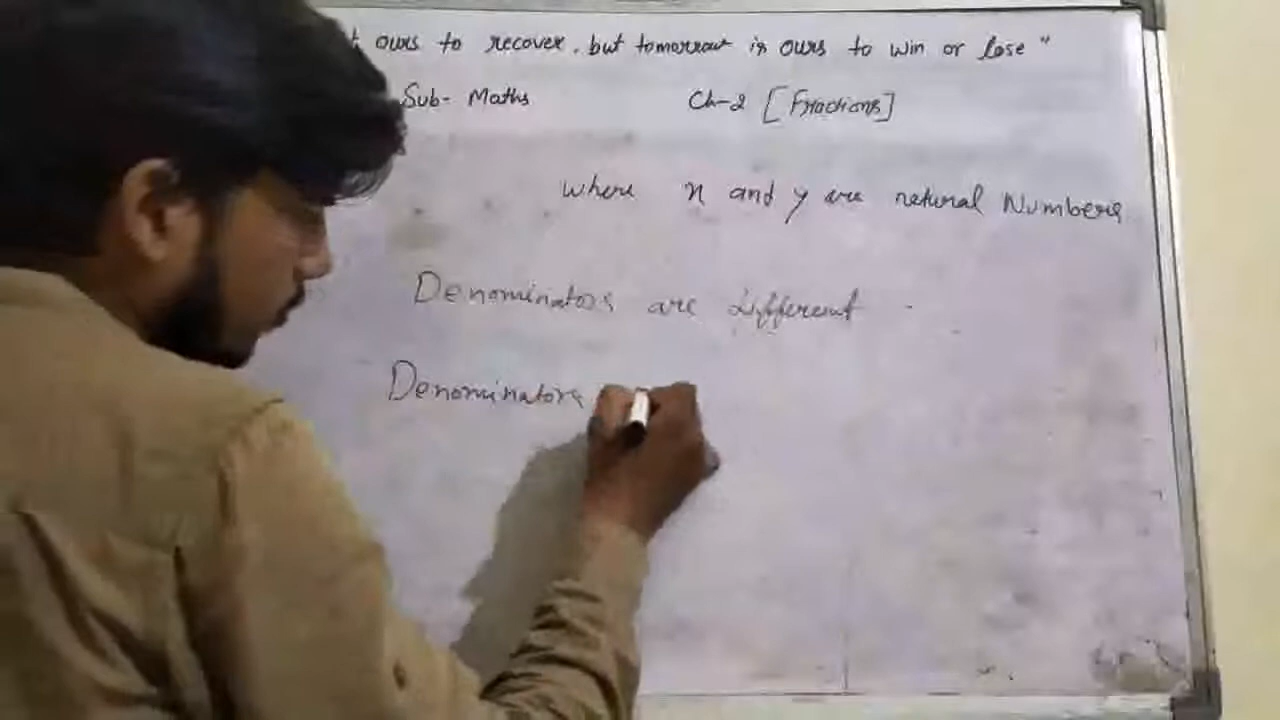 ours to recover. but tomorrow is ours to win or lose "
Sub- Maths Ch-2 [Fractions]
where x and y are netural Numbers
Denominators are different
Denominators